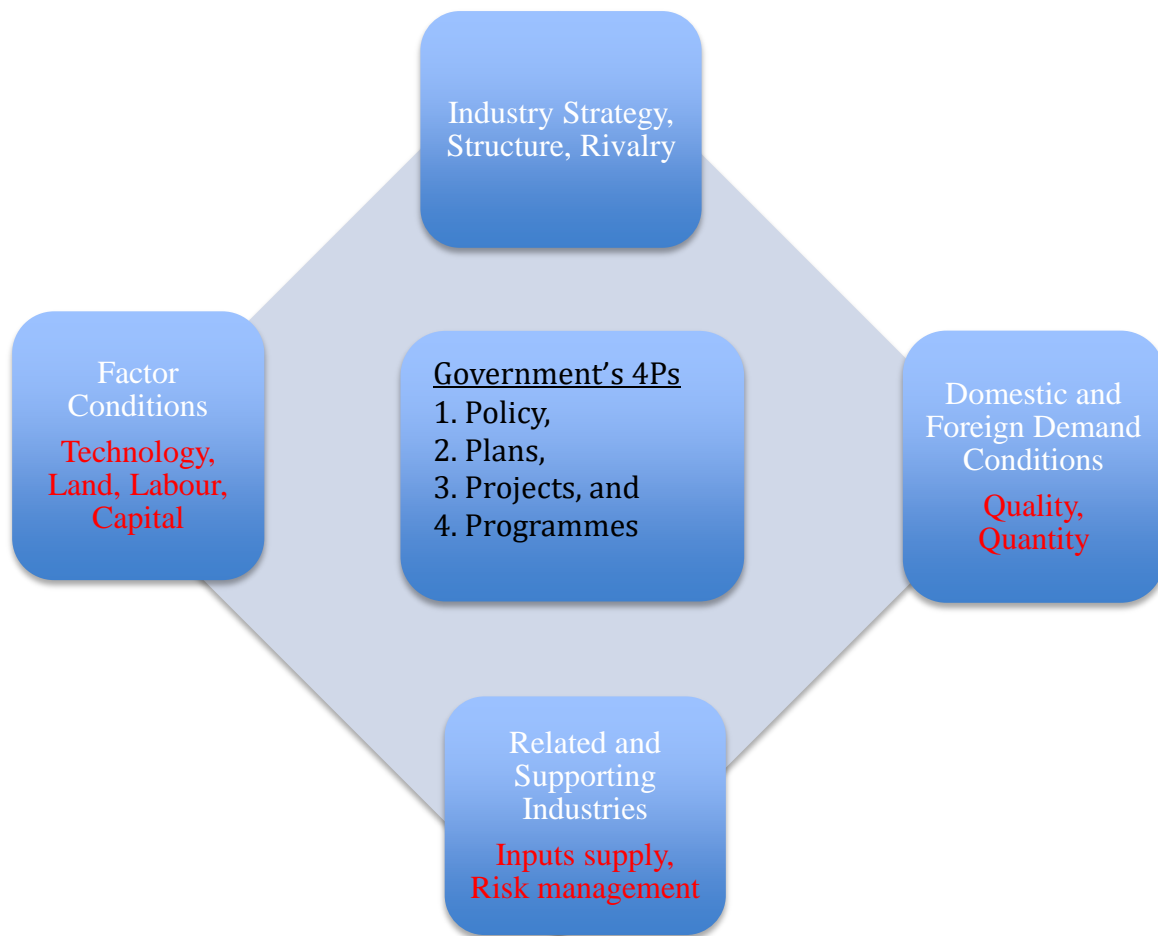 Industry Strategy,
Structure, Rivalry
Factor
Conditions
Technology,
Land, Labour,
Capital
Government’s 4Ps
1. Policy,
2. Plans,
3. Projects, and
4. Programmes
Domestic and
Foreign Demand
Conditions
Quality,
Quantity
Related and
Supporting
Industries
Inputs supply,
Risk management